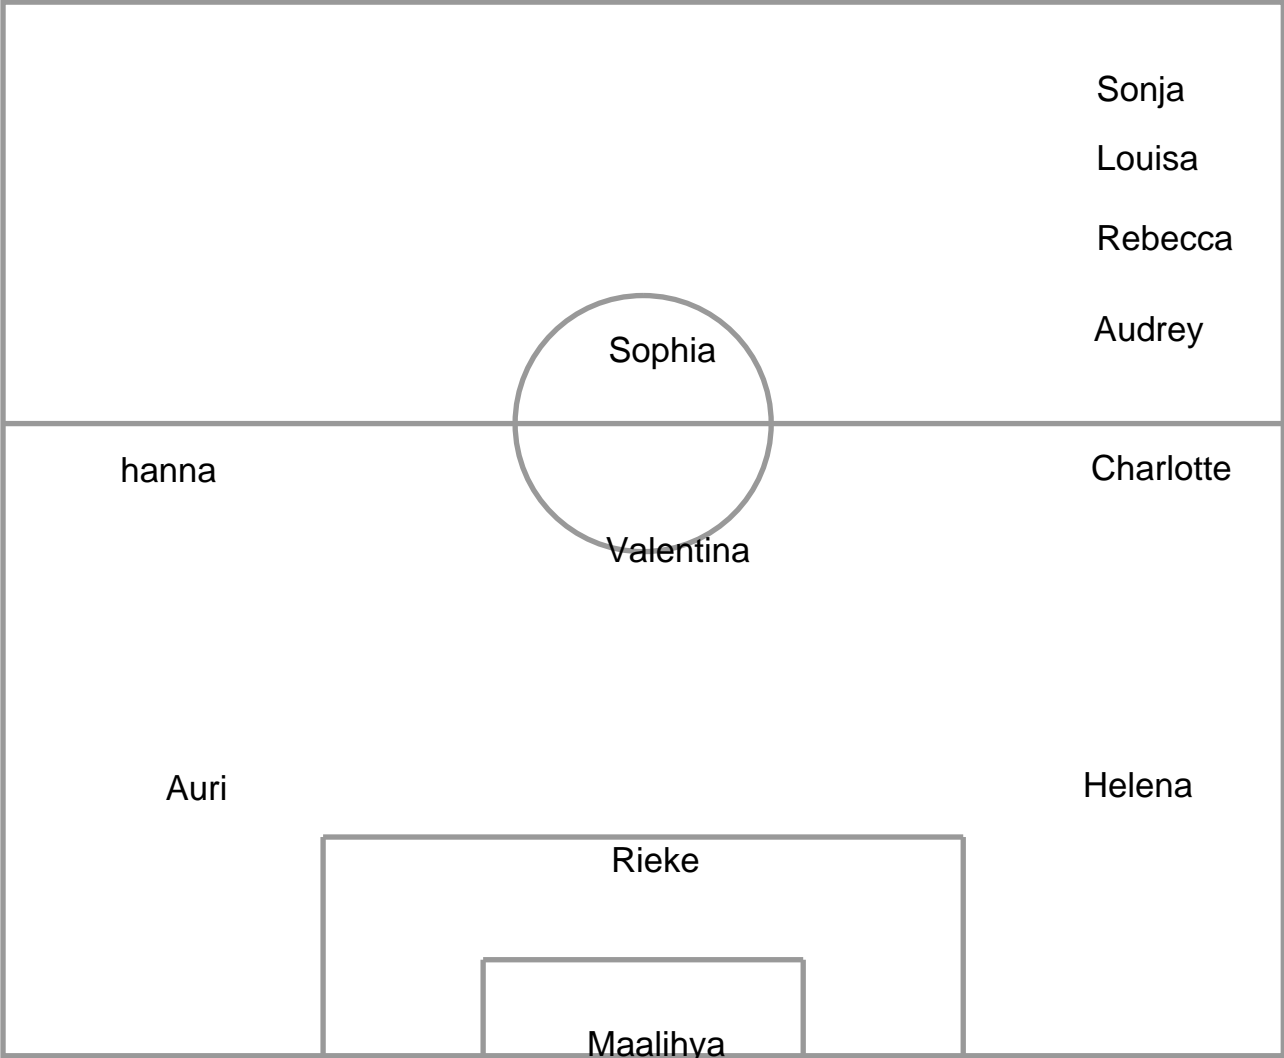 Sonja
Louisa
Rebecca
Audrey
Sophia
hanna
Charlotte
Valentina
Auri
Helena
Rieke
Maalihya